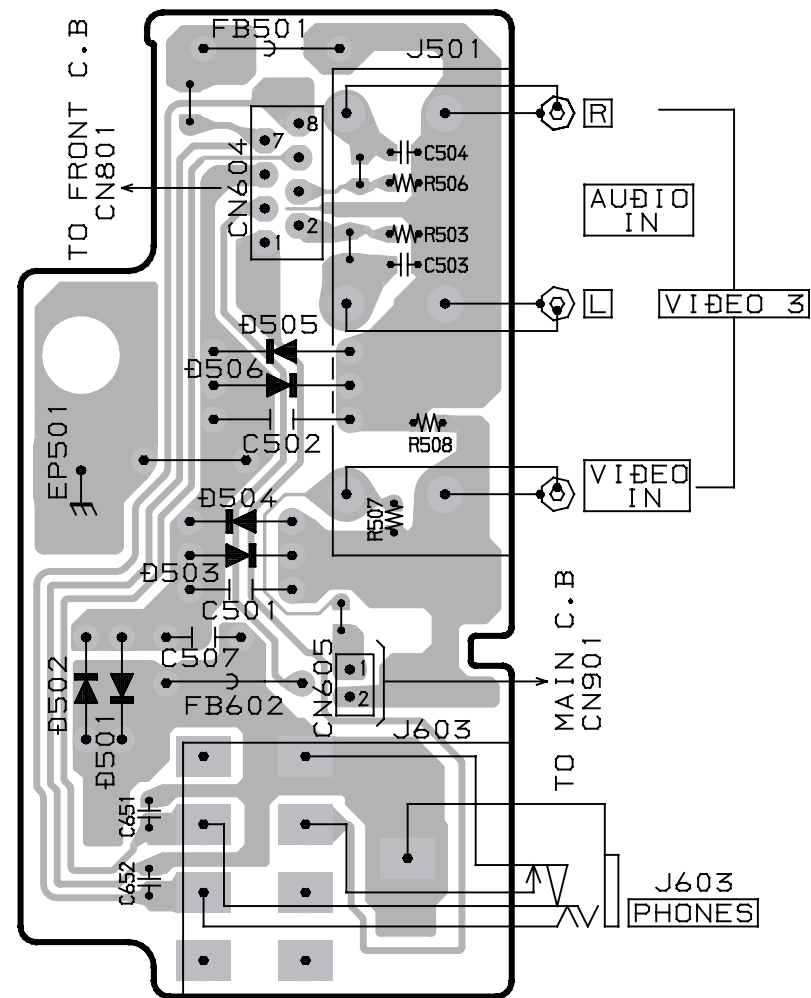 FB501
J501
TO FRONT C.B
CN801
CN604
8
7
2
1
C504
R506
R503
C503
R
AUDIO
IN
L
VIDEO 3
D505
D506
C502
R508
EP501
D504
R507
VIDEO
IN
D503
C501
C507
D502
D501
FB602
CN605
1
2
TO MAIN C.B
CN901
J603
C651
C652
J603
PHONES